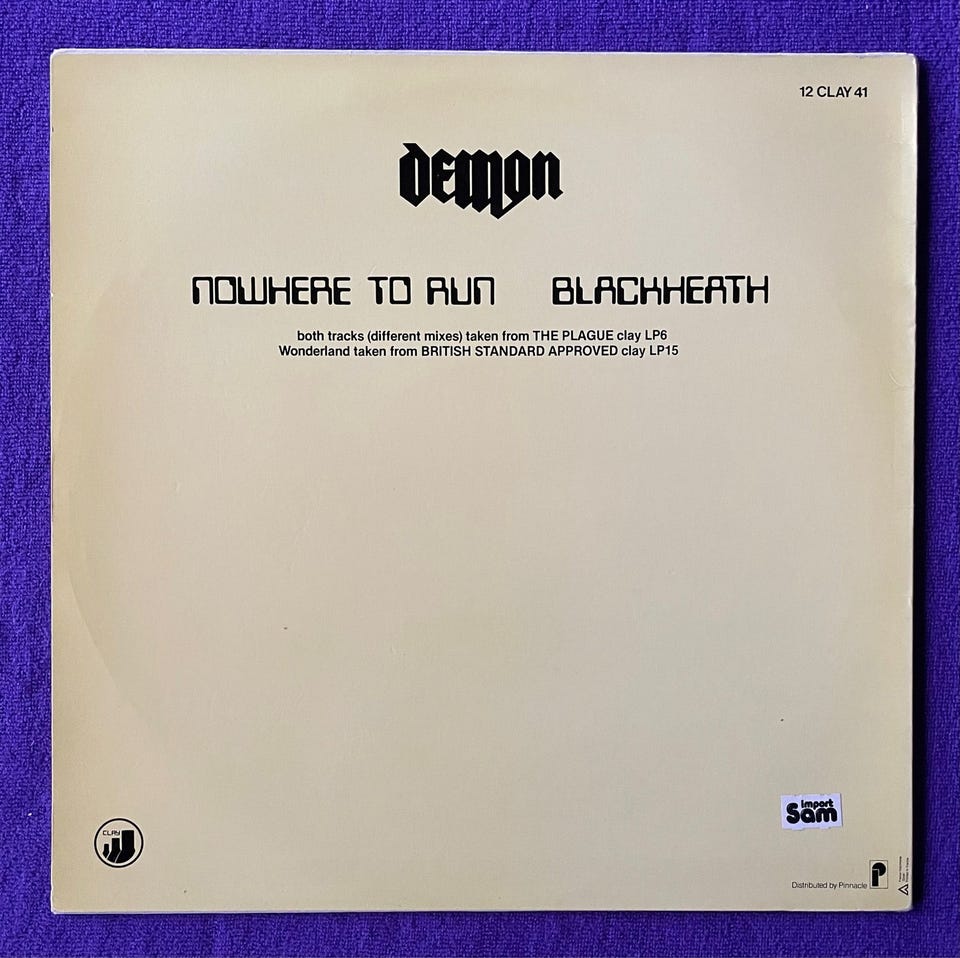 12 CLAY 41
DEMON
NOWHERE TO RUN BLACKHEATH
both tracks (different mixes) taken from THE PLAGUE clay LP6
Wonderland taken from BRITISH STANDARD APPROVED clay LP15
Import
Sam
CLAY
Distributed by Pinnacle
P